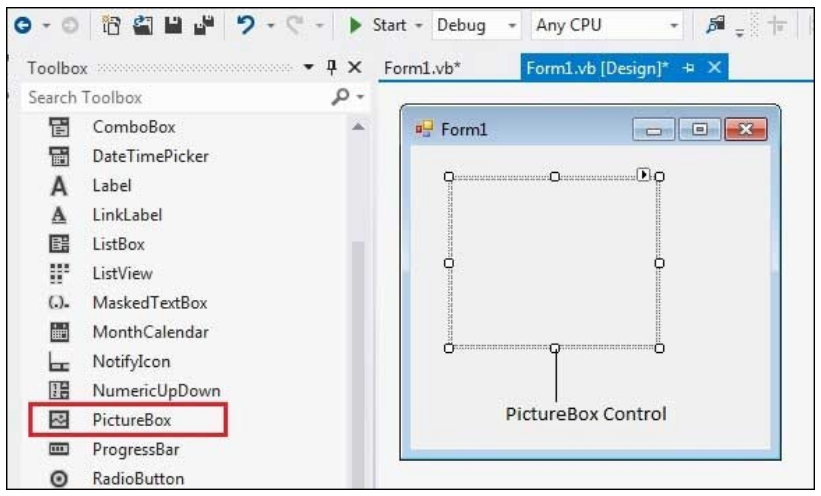 Start Debug Any CPU
Toolbox
Form1.vb* Form1.vb [Design]*
Search Toolbox
ComboBox
DateTimePicker
A Label
A LinkLabel
ListBox
ListView
(.). MaskedTextBox
MonthCalendar
NotifyIcon
NumericUpDown
PictureBox
ProgressBar
RadioButton
Form1
PictureBox Control